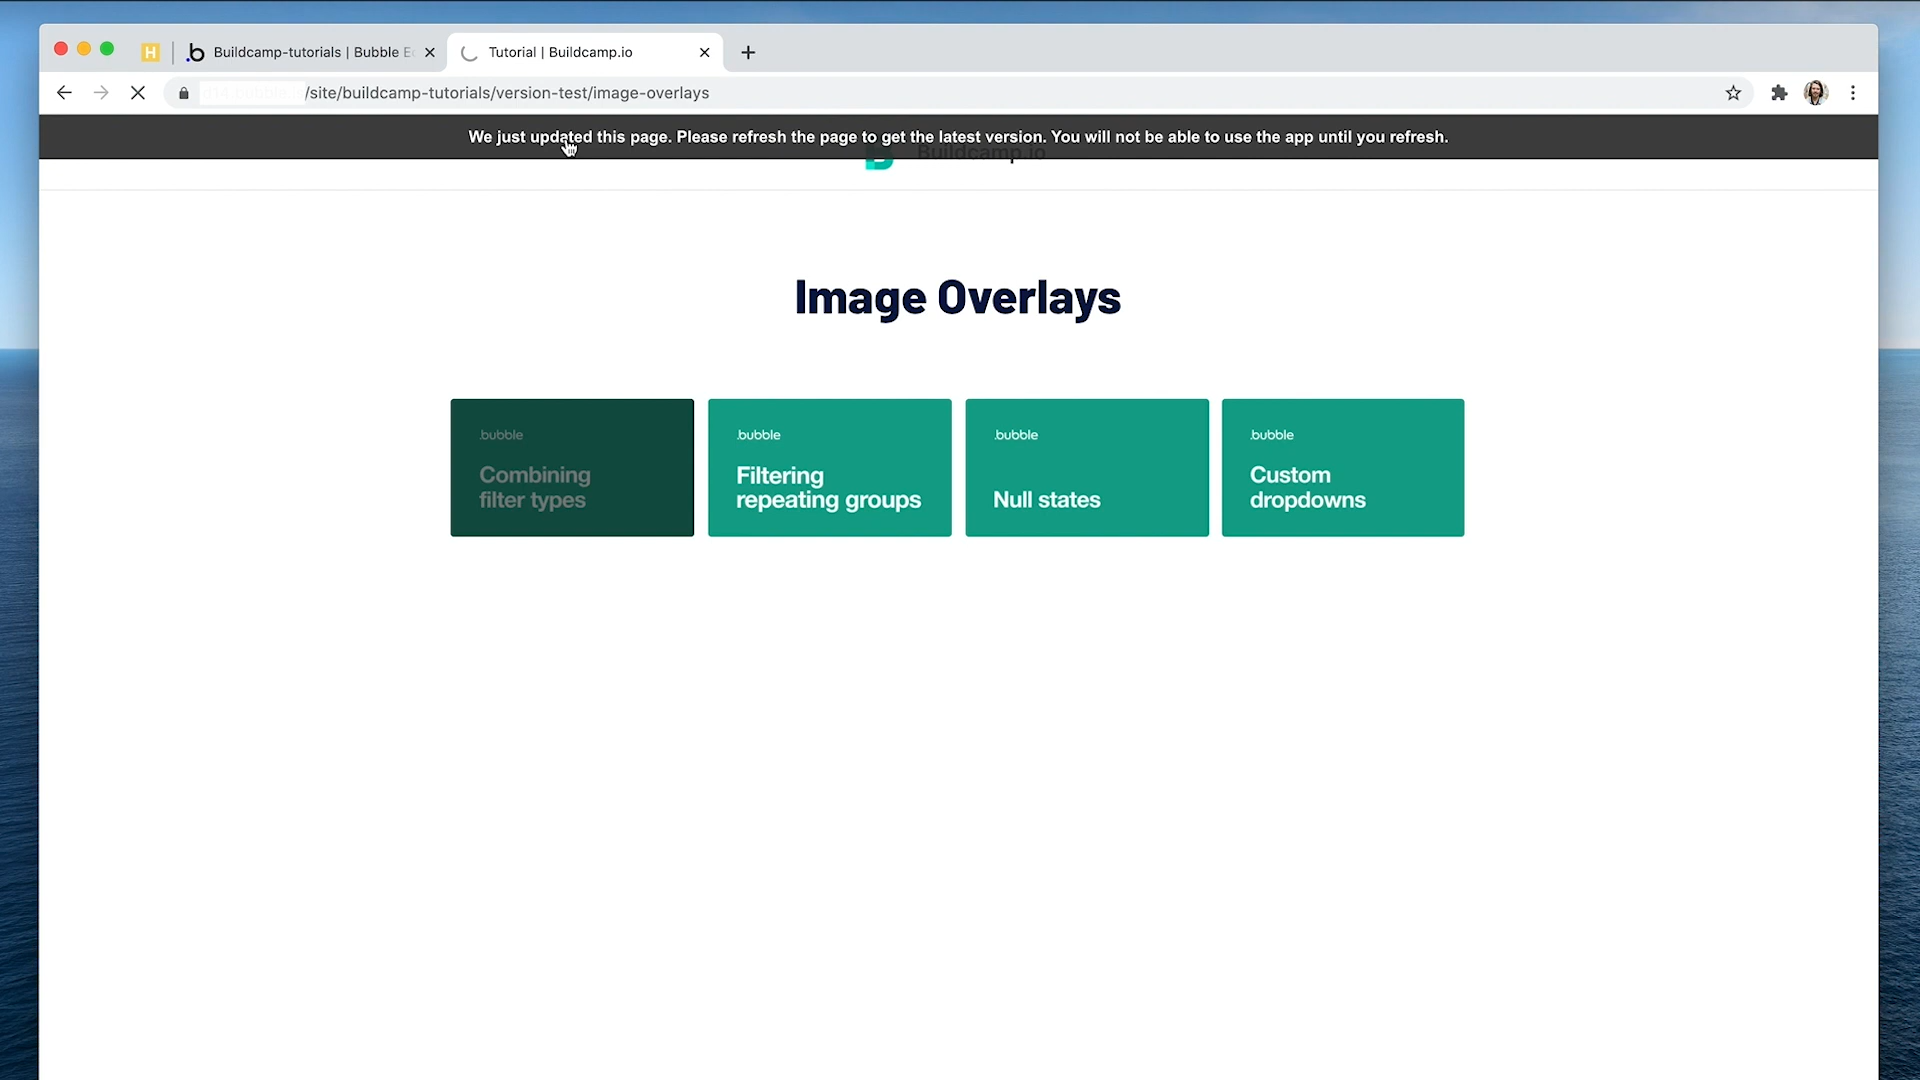 H
Buildcamp-tutorials | Bubble E
Tutorial | Buildcamp.io
/site/buildcamp-tutorials/version-test/image-overlays
We just updated this page. Please refresh the page to get the latest version. You will not be able to use the app until you refresh.
Buildcamp.io
Image Overlays
.bubble
Combining
filter types
.bubble
Filtering
repeating groups
.bubble
Null states
.bubble
Custom
dropdowns